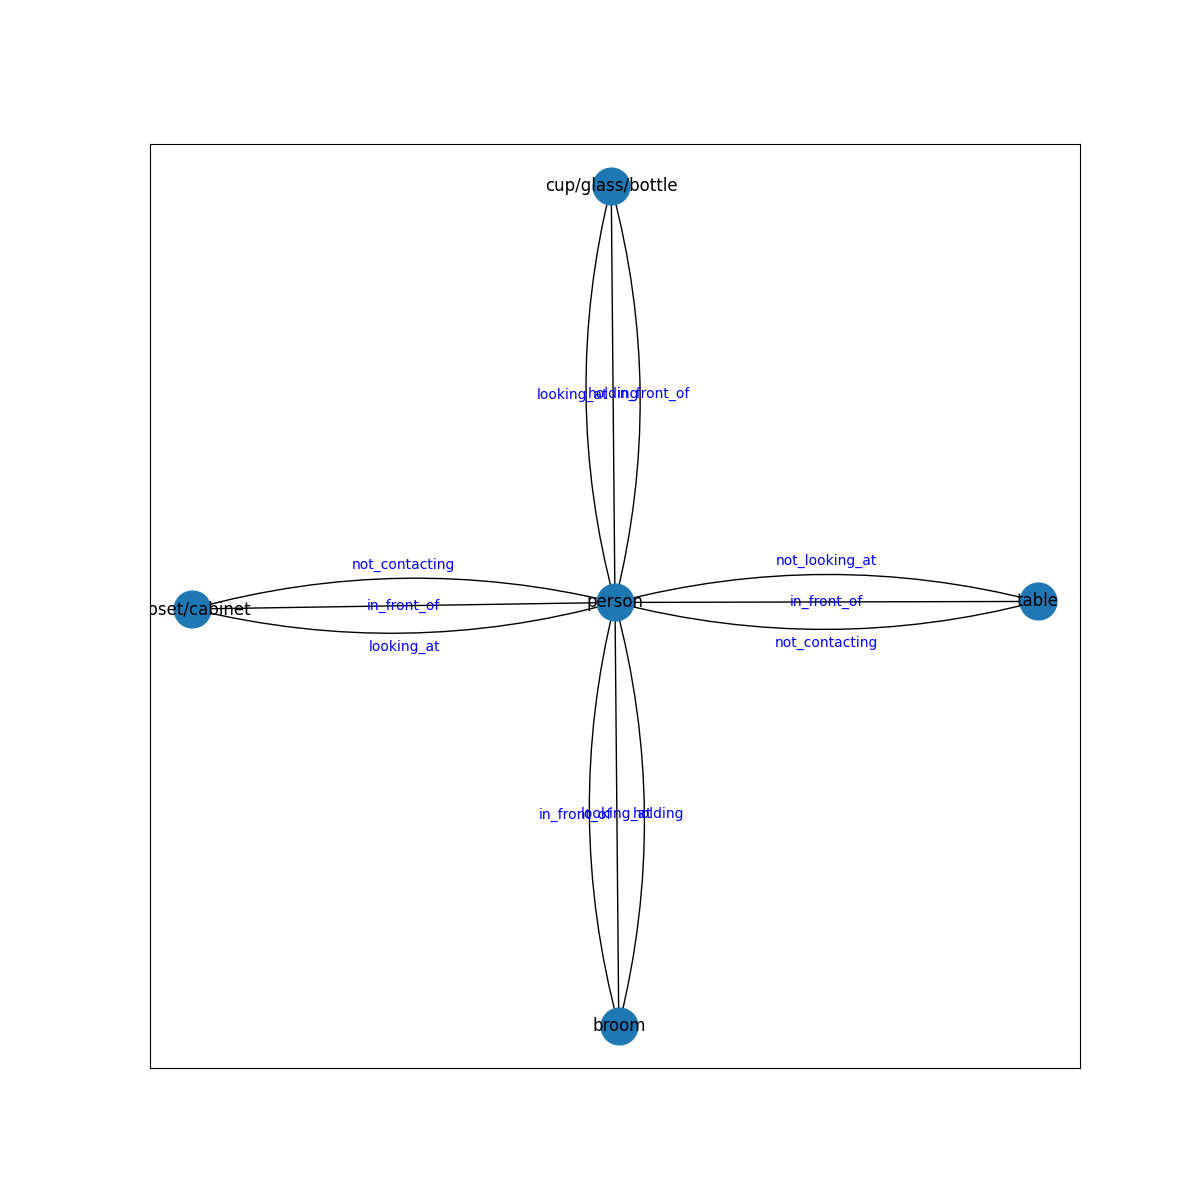 cup/glass/bottle
looking_at
holding
in_front_of
not_contacting
not_looking_at
oset/cabinet
in_front_of
person
in_front_of
table
looking_at
not_contacting
in_front_of
looking_at
holding
broom